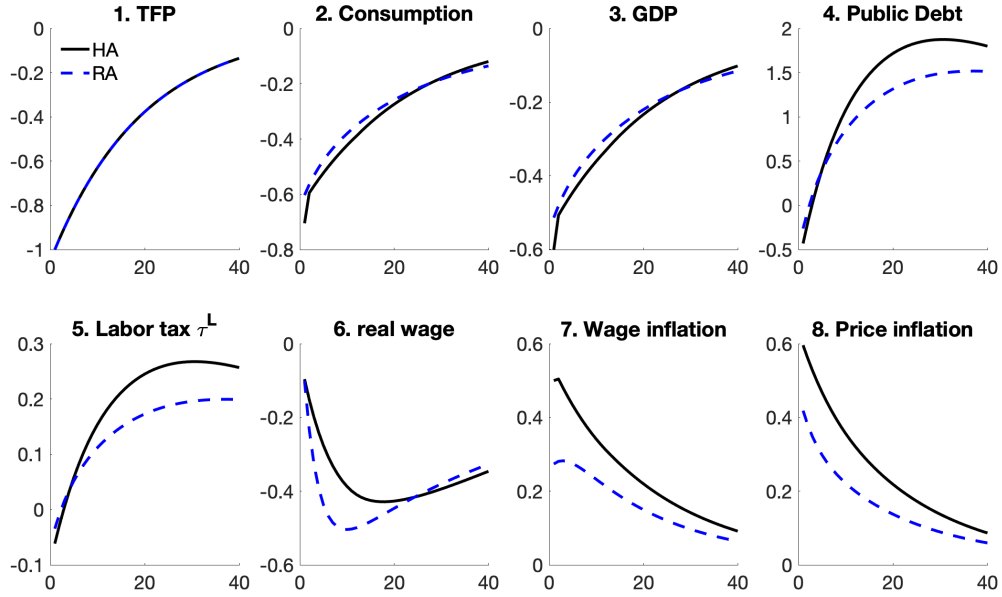 1. TFP
0
-0.2
-0.4
-0.6
-0.8
-1
0 20 40
HA
RA
2. Consumption
0
-0.2
-0.4
-0.6
-0.8
0 20 40
3. GDP
0
-0.2
-0.4
-0.6
0 20 40
4. Public Debt
2
1.5
1
0.5
0
-0.5
0 20 40
5. Labor tax τ^L
0.3
0.2
0.1
0
-0.1
0 20 40
6. real wage
0
-0.2
-0.4
-0.6
0 20 40
7. Wage inflation
0.6
0.4
0.2
0
0 20 40
8. Price inflation
0.6
0.4
0.2
0
0 20 40